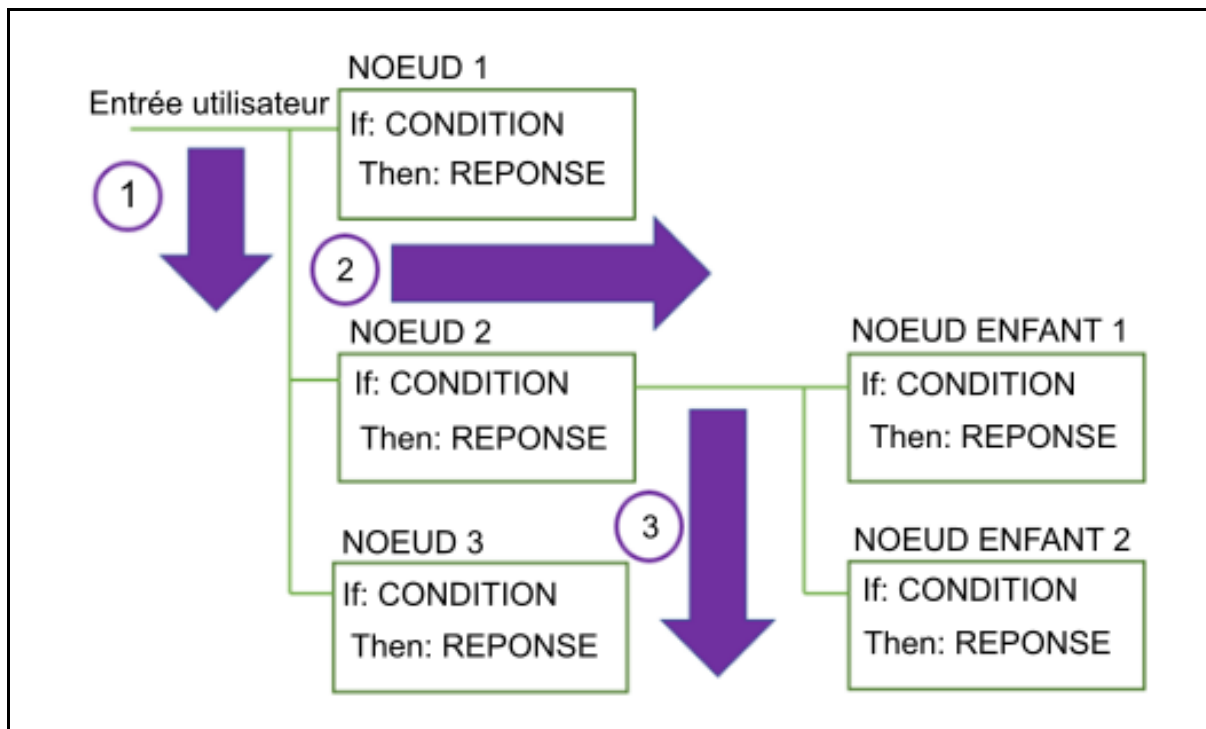 NOEUD 1
Entrée utilisateur
If: CONDITION
Then: REPONSE
1
2
NOEUD 2
If: CONDITION
Then: REPONSE
NOEUD ENFANT 1
If: CONDITION
Then: REPONSE
3
NOEUD 3
If: CONDITION
Then: REPONSE
NOEUD ENFANT 2
If: CONDITION
Then: REPONSE